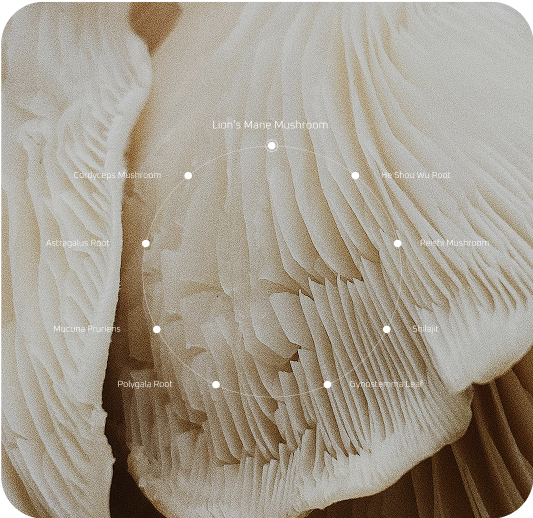 Lion's Mane Mushroom
Cordyceps Mushroom
He Shou Wu Root
Astragalus Root
Reishi Mushroom
Mucuna Pruriens
Shilajit
Polygala Root
Gynostemma Leaf